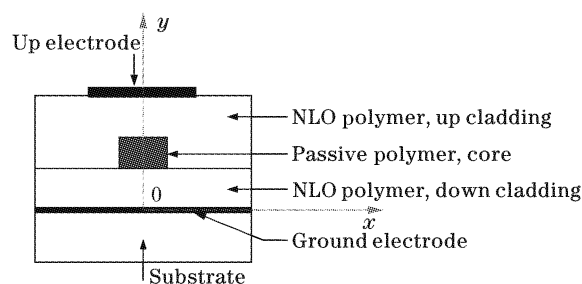 y
Up electrode
NLO polymer, up cladding
Passive polymer, core
0
NLO polymer, down cladding
x
Ground electrode
Substrate